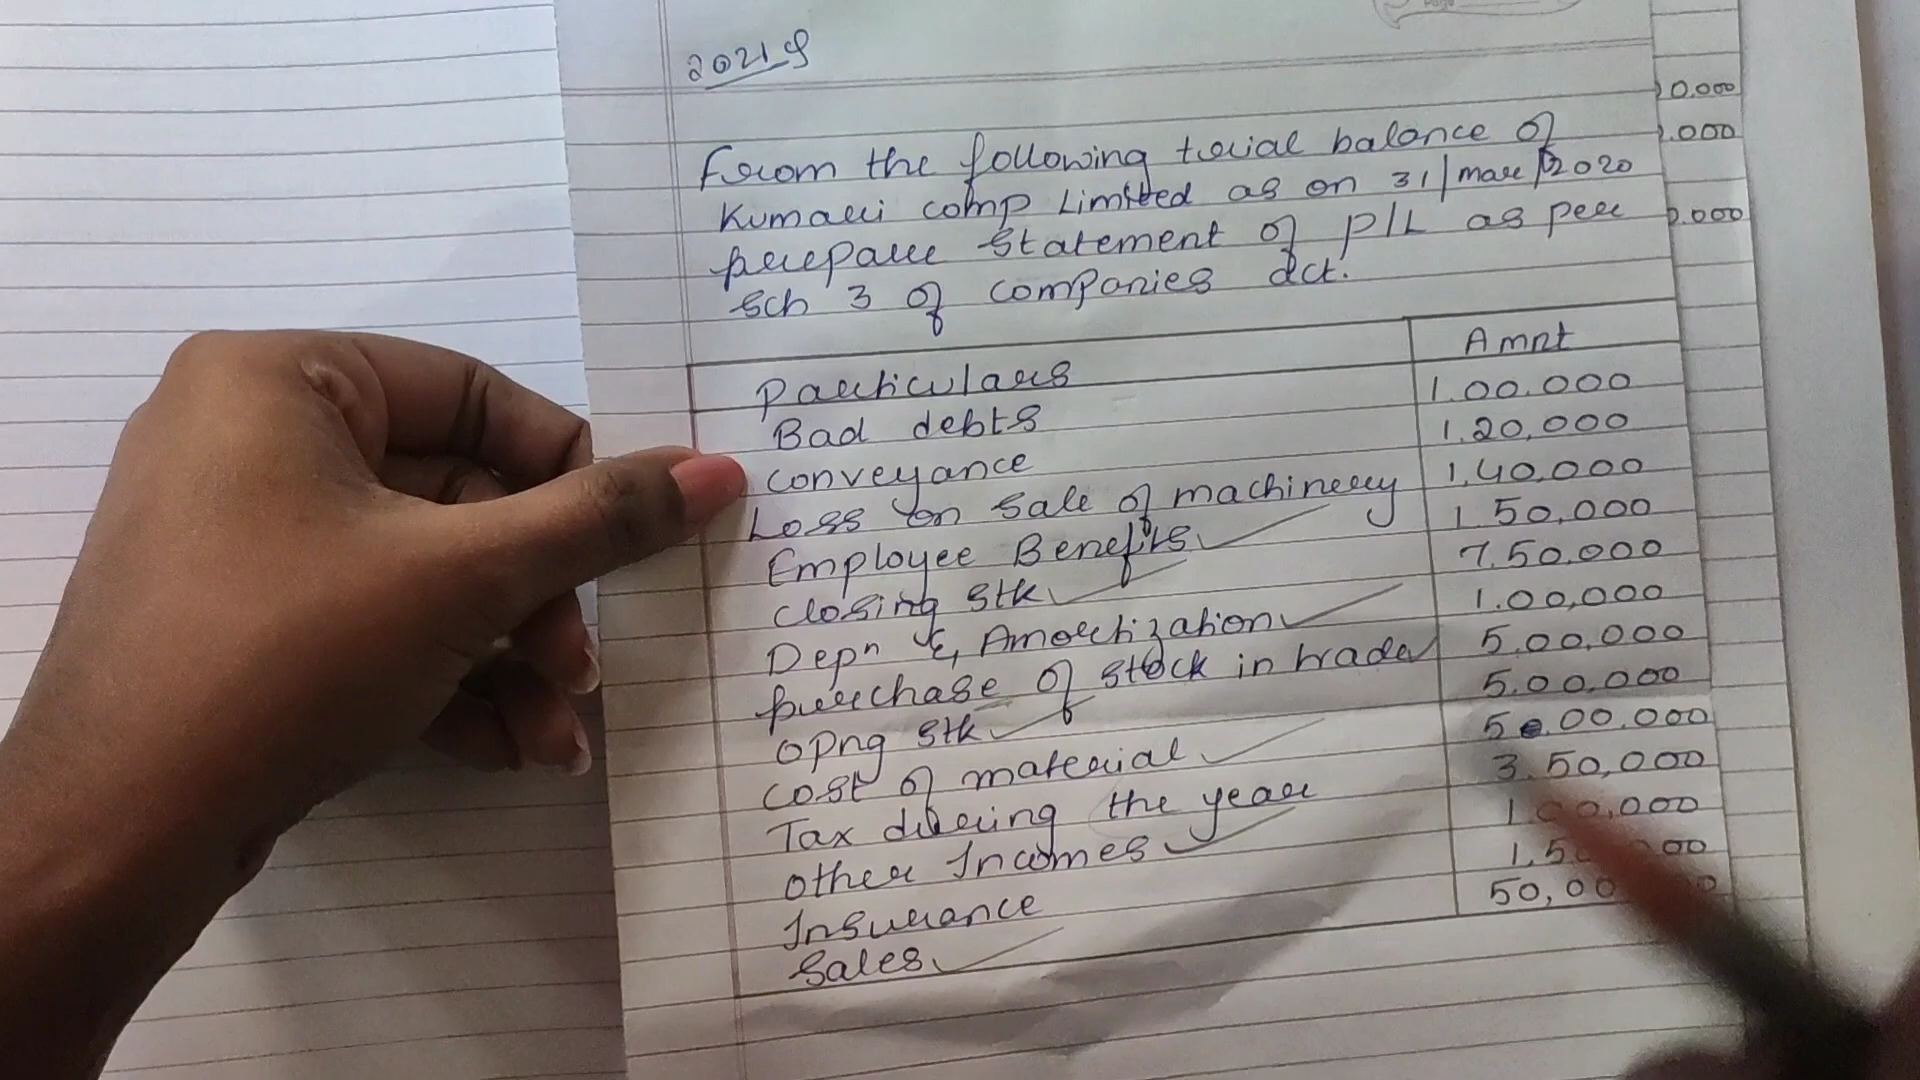 2021 S
From the following trial balance of
Kumari comp Limited as on 31/mar/2020
prepare statement of P/L as per
Sch 3 of companies Act.
Particulars Amnt
Bad debts 1.00.000
conveyance 1,20,000
Loss on sale of machinery 1,40,000
Employee Benefits 1.50,000
closing stk 7.50.000
Depn & Amortization 1.00,000
purchase of stock in trade 5,00,000
opng stk 5.00.000
cost of material 5.00.000
Tax during the year 3.50,000
other Incomes
Insurance
Sales
0.000
.000
0.000